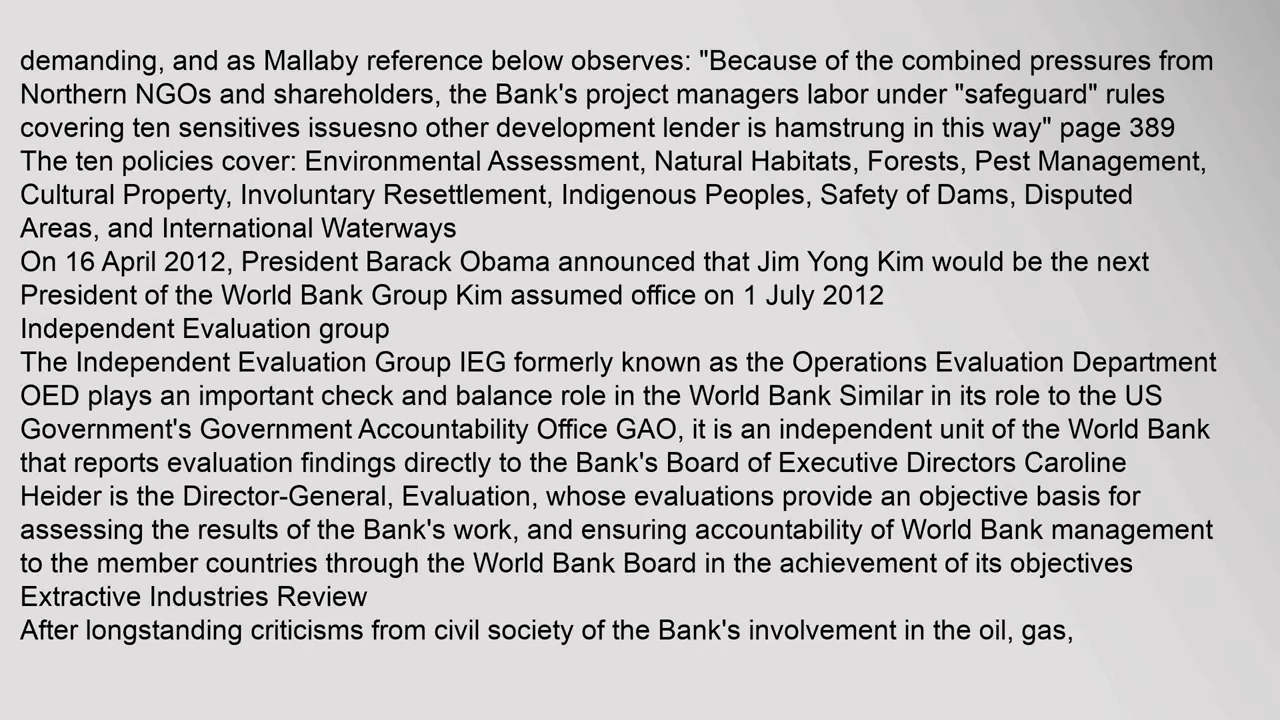 demanding, and as Mallaby reference below observes: "Because of the combined pressures from
Northern NGOs and shareholders, the Bank's project managers labor under "safeguard" rules
covering ten sensitives issuesno other development lender is hamstrung in this way" page 389
The ten policies cover: Environmental Assessment, Natural Habitats, Forests, Pest Management,
Cultural Property, Involuntary Resettlement, Indigenous Peoples, Safety of Dams, Disputed
Areas, and International Waterways
On 16 April 2012, President Barack Obama announced that Jim Yong Kim would be the next
President of the World Bank Group Kim assumed office on 1 July 2012
Independent Evaluation group
The Independent Evaluation Group IEG formerly known as the Operations Evaluation Department
OED plays an important check and balance role in the World Bank Similar in its role to the US
Government's Government Accountability Office GAO, it is an independent unit of the World Bank
that reports evaluation findings directly to the Bank's Board of Executive Directors Caroline
Heider is the Director-General, Evaluation, whose evaluations provide an objective basis for
assessing the results of the Bank's work, and ensuring accountability of World Bank management
to the member countries through the World Bank Board in the achievement of its objectives
Extractive Industries Review
After longstanding criticisms from civil society of the Bank's involvement in the oil, gas,